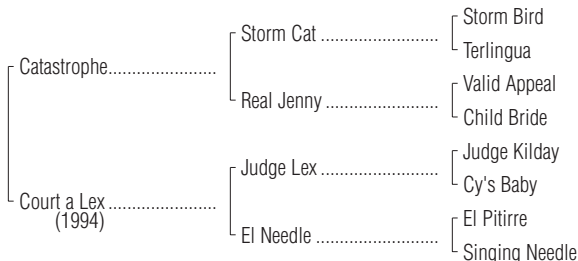 Storm Bird
Storm Cat ........................
Terlingua
Catastrophe......................
Valid Appeal
Real Jenny .......................
Child Bride
Judge Kilday
Judge Lex ........................
Cy's Baby
Court a Lex ......................
(1994)
El Pitirre
El Needle .........................
Singing Needle